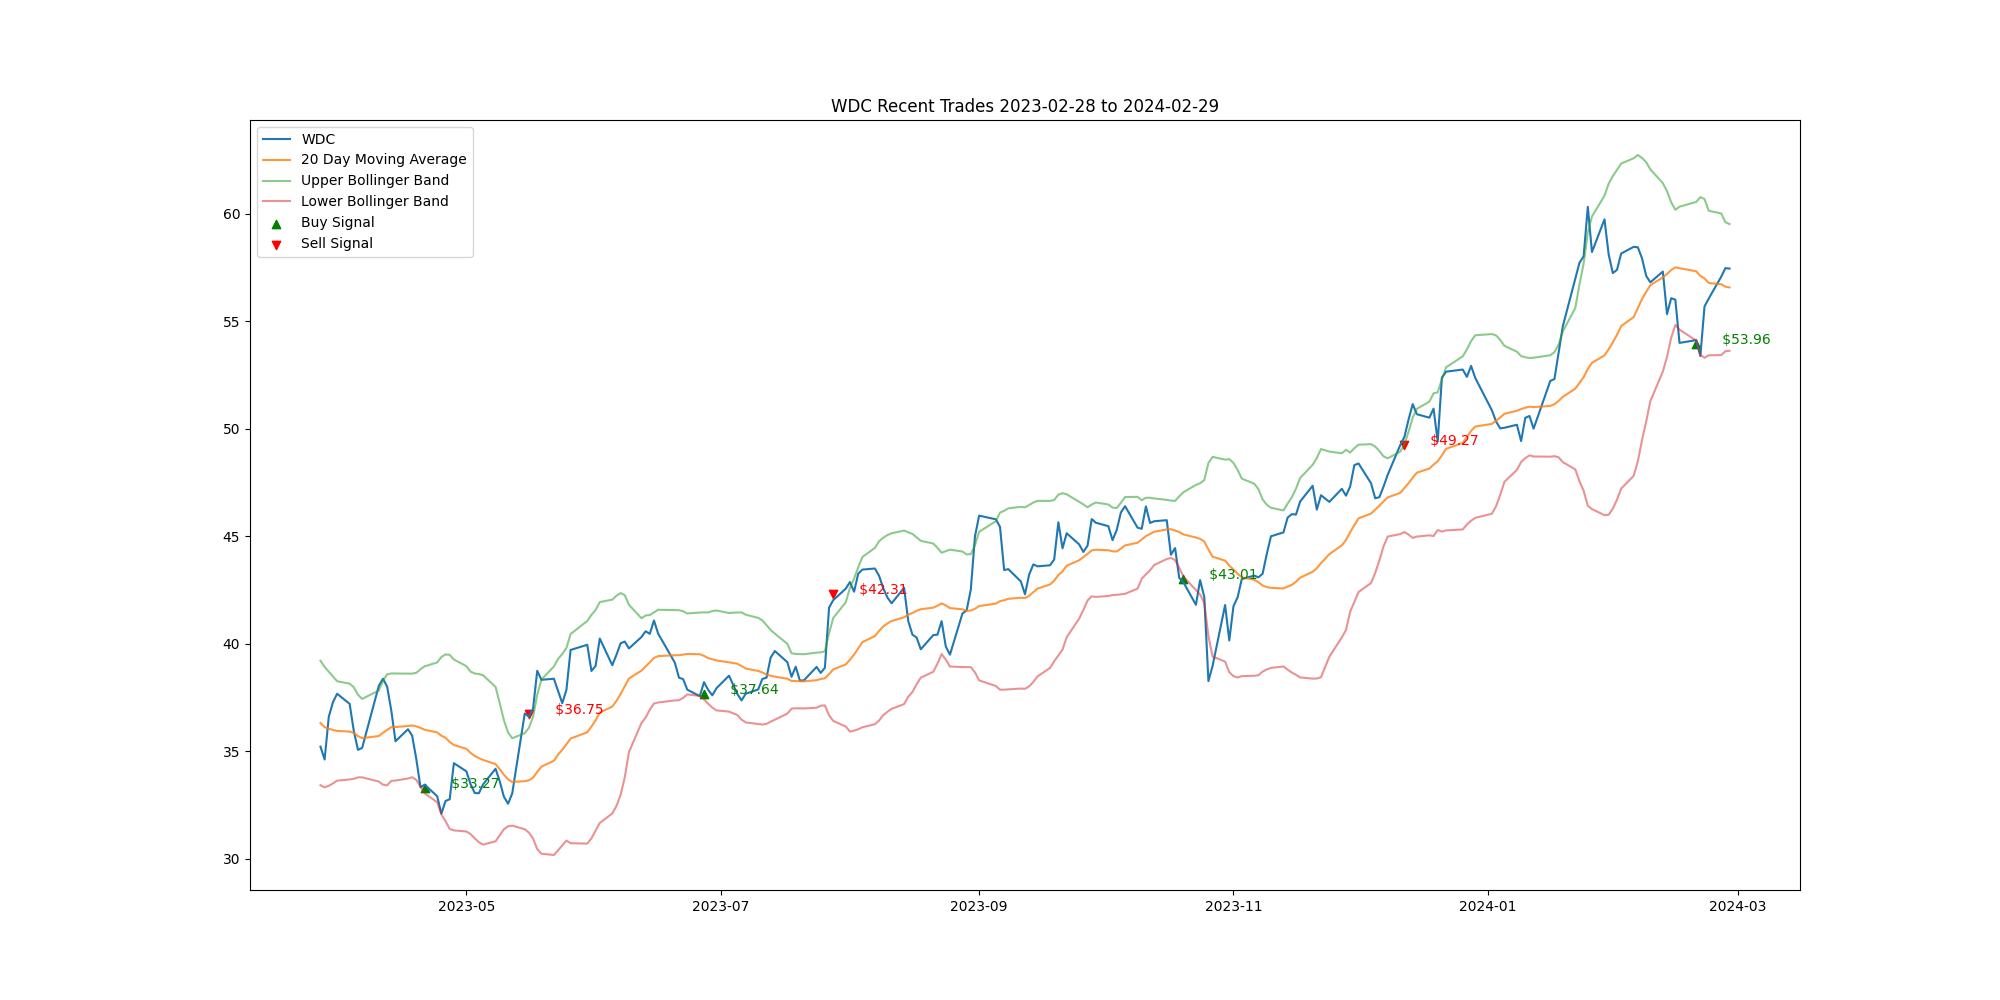 WDC Recent Trades 2023-02-28 to 2024-02-29
WDC
20 Day Moving Average
Upper Bollinger Band
Lower Bollinger Band
Buy Signal
Sell Signal
60
55
50
45
40
35
30
$53.96
$49.27
$43.01
$42.31
$37.64
$36.75
$33.27
2023-05
2023-07
2023-09
2023-11
2024-01
2024-03